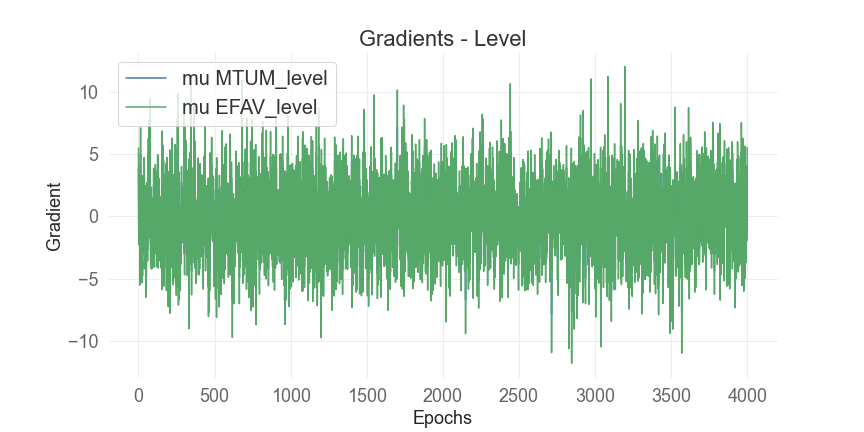 Gradients - Level
mu MTUM_level
mu EFAV_level
10
5
0
−5
−10
Gradient
0 500 1000 1500 2000 2500 3000 3500 4000
Epochs